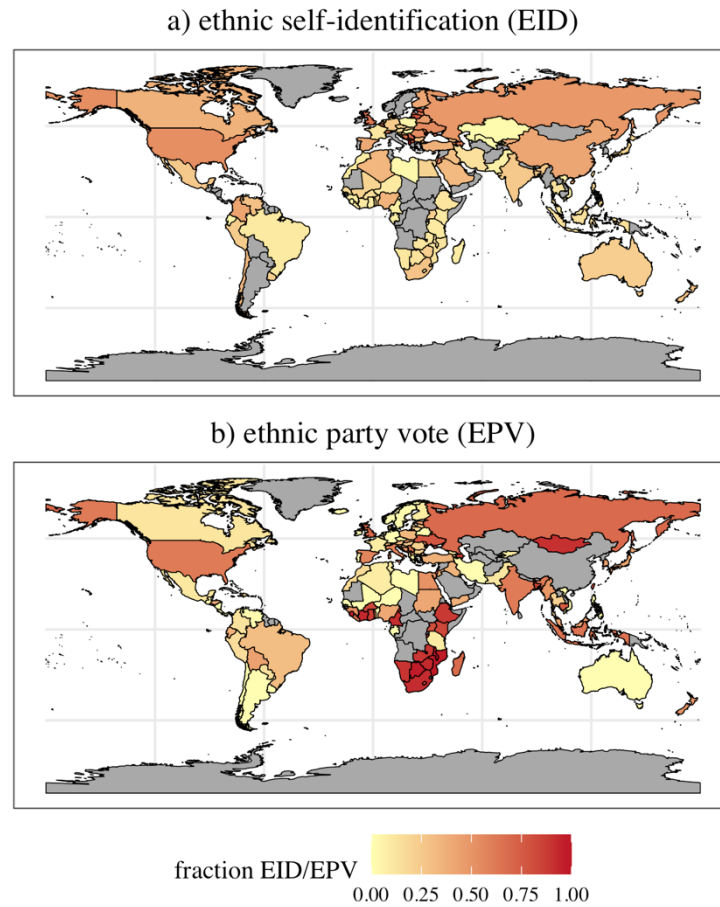 a) ethnic self-identification (EID)
b) ethnic party vote (EPV)
fraction EID/EPV
0.00 0.25 0.50 0.75 1.00